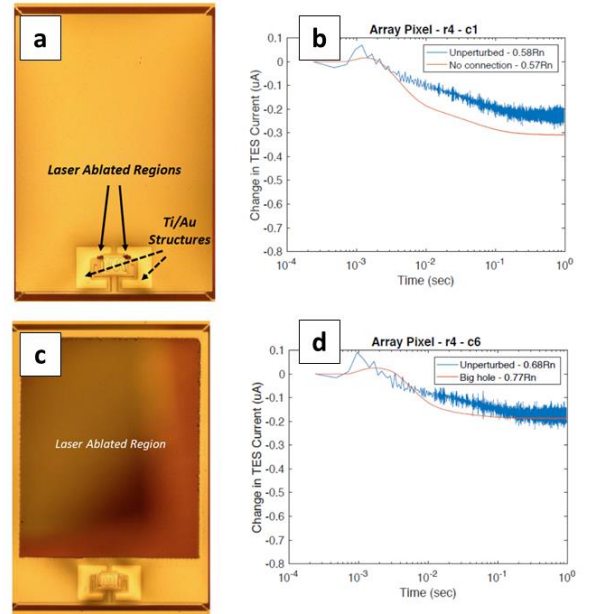 a
Laser Ablated Regions
Ti/Au
Structures
b
Array Pixel - r4 - c1
Unperturbed - 0.58Rn
No connection - 0.57Rn
Change in TES Current (uA)
0.1
0
-0.1
-0.2
-0.3
-0.4
-0.5
-0.6
-0.7
-0.8
10-4
10-3
10-2
10-1
100
Time (sec)
c
Laser Ablated Region
d
Array Pixel - r4 - c6
Unperturbed - 0.68Rn
Big hole - 0.77Rn
Change in TES Current (uA)
0.1
0
-0.1
-0.2
-0.3
-0.4
-0.5
-0.6
-0.7
-0.8
10-4
10-3
10-2
10-1
100
Time (sec)